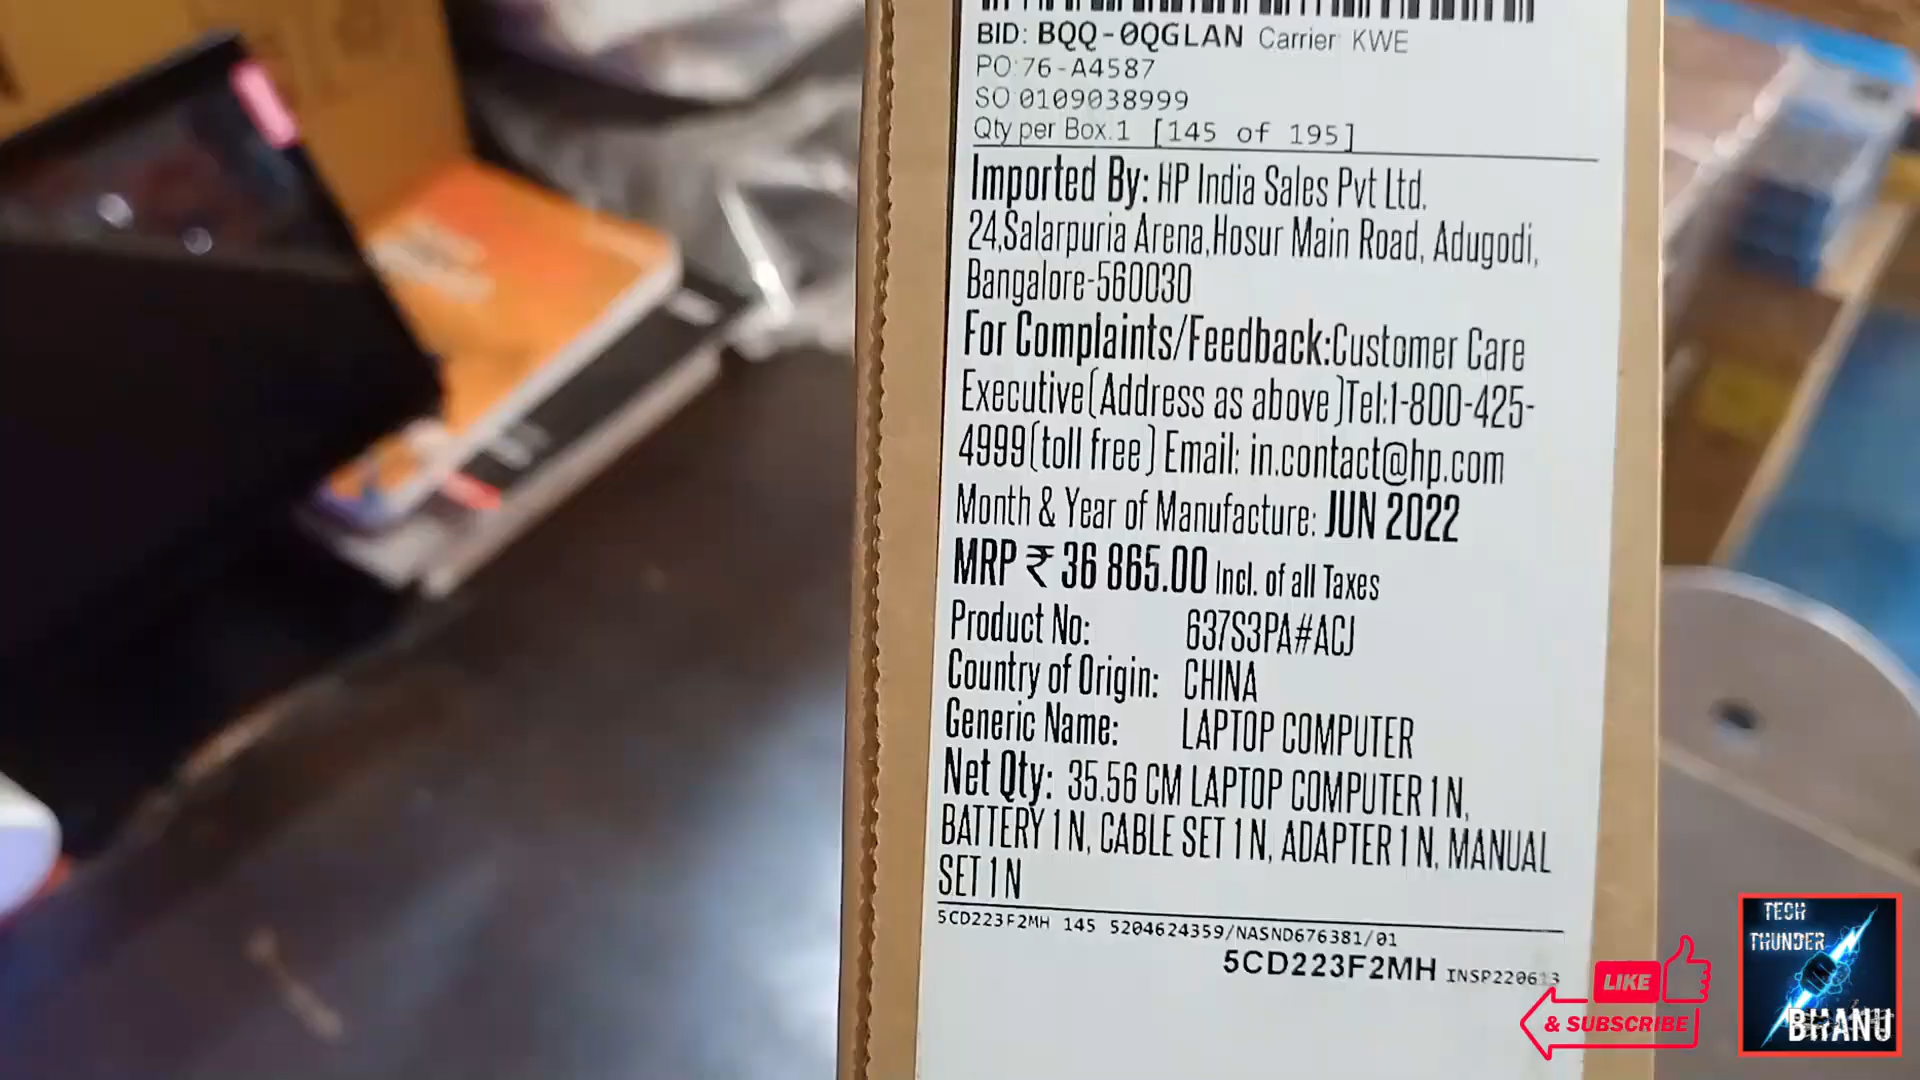 BID: BQQ-0QGLAN Carrier KWE
PO:76-A4587
SO:0109038999
Qty per Box.1 [145 of 195]
Imported By: HP India Sales Pvt Ltd.
24,Salarpuria Arena,Hosur Main Road, Adugodi,
Bangalore-560030
For Complaints/Feedback:Customer Care
Executive(Address as above)Tel:1-800-425-
4999(toll free) Email: in.contact@hp.com
Month & Year of Manufacture: JUN 2022
MRP ₹ 36 865.00 Incl. of all Taxes
Product No: 637S3PA#ACJ
Country of Origin: CHINA
Generic Name: LAPTOP COMPUTER
Net Qty: 35.56 CM LAPTOP COMPUTER 1 N,
BATTERY 1 N, CABLE SET 1 N, ADAPTER 1 N, MANUAL
SET 1 N
5CD223F2MH 145 5204624359/NASND676381/01
5CD223F2MH INSP220613
LIKE
& SUBSCRIBE
TECH
THUNDER
BHANU